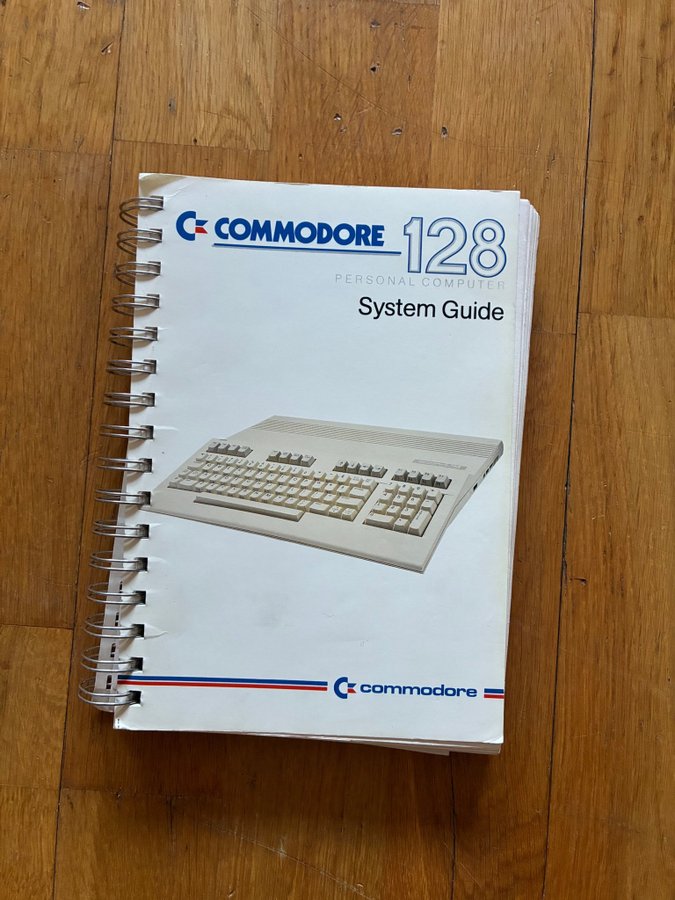 COMMODORE 128
PERSONAL COMPUTER
System Guide
commodore